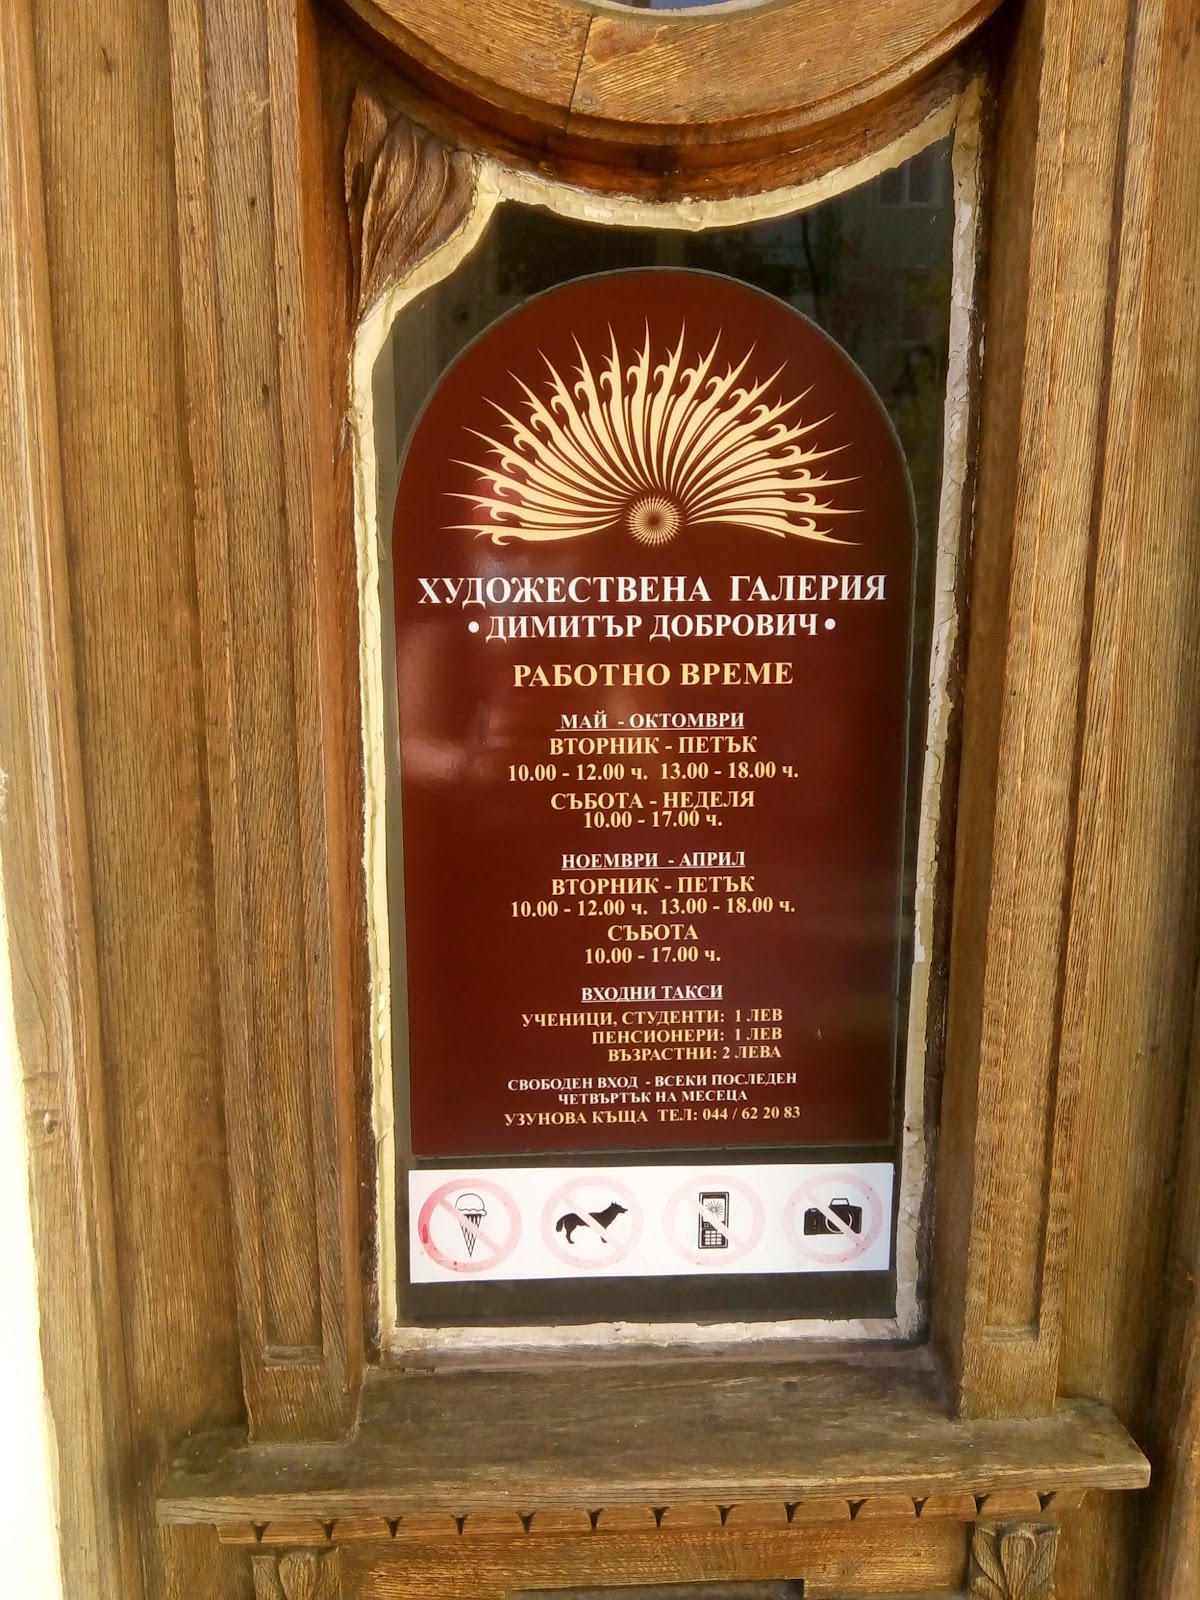 ХУДОЖЕСТВЕНА ГАЛЕРИЯ
• ДИМИТЪР ДОБРОВИЧ •
РАБОТНО ВРЕМЕ
МАЙ - ОКТОМВРИ
ВТОРНИК - ПЕТЪК
10.00 - 12.00 ч. 13.00 - 18.00 ч.
СЪБОТА - НЕДЕЛЯ
10.00 - 17.00 ч.
НОЕМВРИ - АПРИЛ
ВТОРНИК - ПЕТЪК
10.00 - 12.00 ч. 13.00 - 18.00 ч.
СЪБОТА
10.00 - 17.00 ч.
ВХОДНИ ТАКСИ
УЧЕНИЦИ, СТУДЕНТИ: 1 ЛЕВ
ПЕНСИОНЕРИ: 1 ЛЕВ
ВЪЗРАСТНИ: 2 ЛЕВА
СВОБОДЕН ВХОД - ВСЕКИ ПОСЛЕДЕН
ЧЕТВЪРТЪК НА МЕСЕЦА
УЗУНОВА КЪЩА ТЕЛ: 044 / 62 20 83